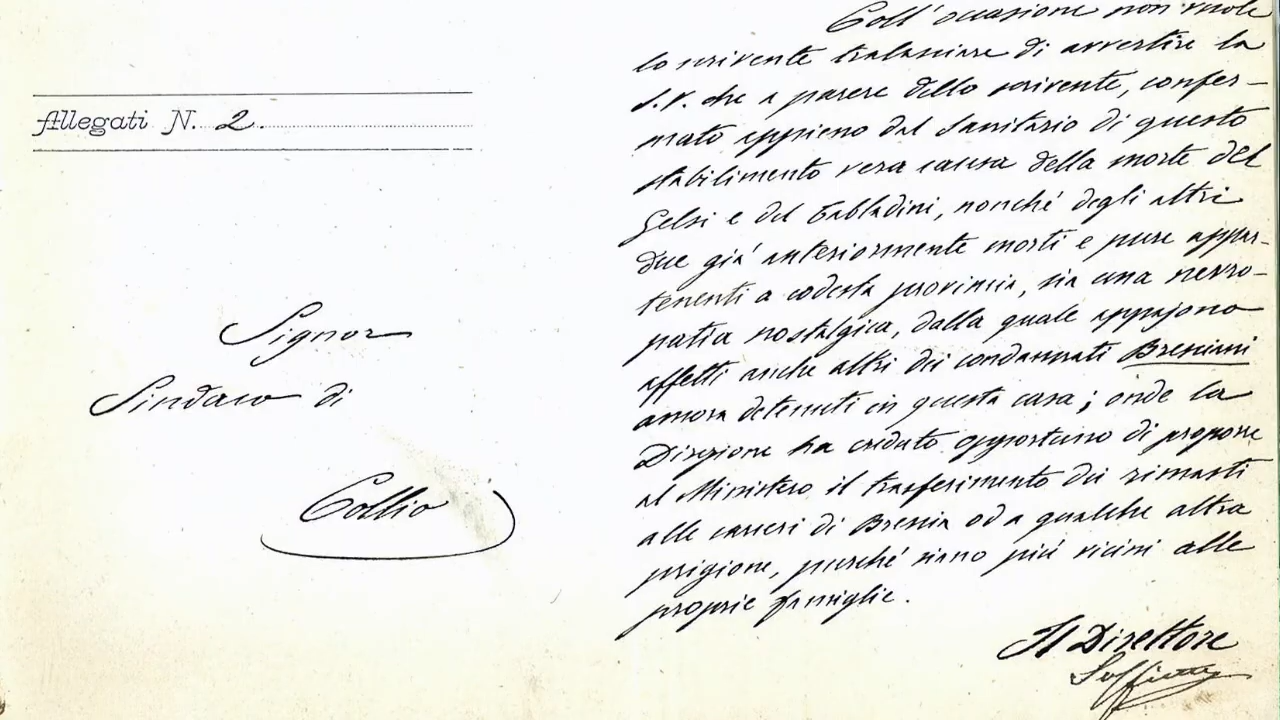 Allegati N. 2.
Signor
Sindaco di
Collio
Coll'occasione non vuole
lo scrivente tralasciare di avvertire la
S.V. che a parere dello scrivente, confer-
mato appieno dal Sanitario di questo
stabilimento vera causa della morte del
Gelsi e del Tabladini, nonché degli altri
due già anteriormente morti e pure appar-
tenenti a codesta provincia, sia una nevro-
patia nostalgica, dalla quale appajono
affetti anche altri dei condannati Bresciani
ancora detenuti in questa casa; onde la
Direzione ha creduto opportuno di proporre
al Ministero il trasferimento dei rimasti
alle carceri di Brescia od a qualche altra
prigione, purché siano più vicini alle
proprie famiglie.
Il Direttore